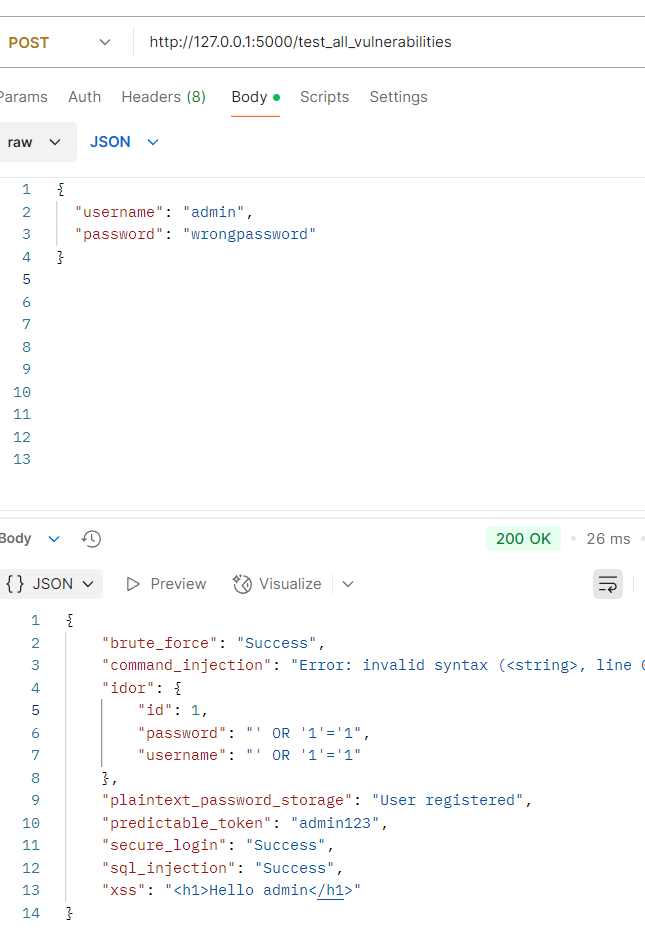 POST http://127.0.0.1:5000/test_all_vulnerabilities
Params Auth Headers (8) Body Scripts Settings
raw JSON
1 {
2 "username": "admin",
3 "password": "wrongpassword"
4 }
5
6
7
8
9
10
11
12
13
Body 200 OK 26 ms
{} JSON Preview Visualize
1 {
2 "brute_force": "Success",
3 "command_injection": "Error: invalid syntax (<string>, line
4 "idor": {
5 "id": 1,
6 "password": "' OR '1'='1",
7 "username": "' OR '1'='1"
8 },
9 "plaintext_password_storage": "User registered",
10 "predictable_token": "admin123",
11 "secure_login": "Success",
12 "sql_injection": "Success",
13 "xss": "<h1>Hello admin</h1>"
14 }